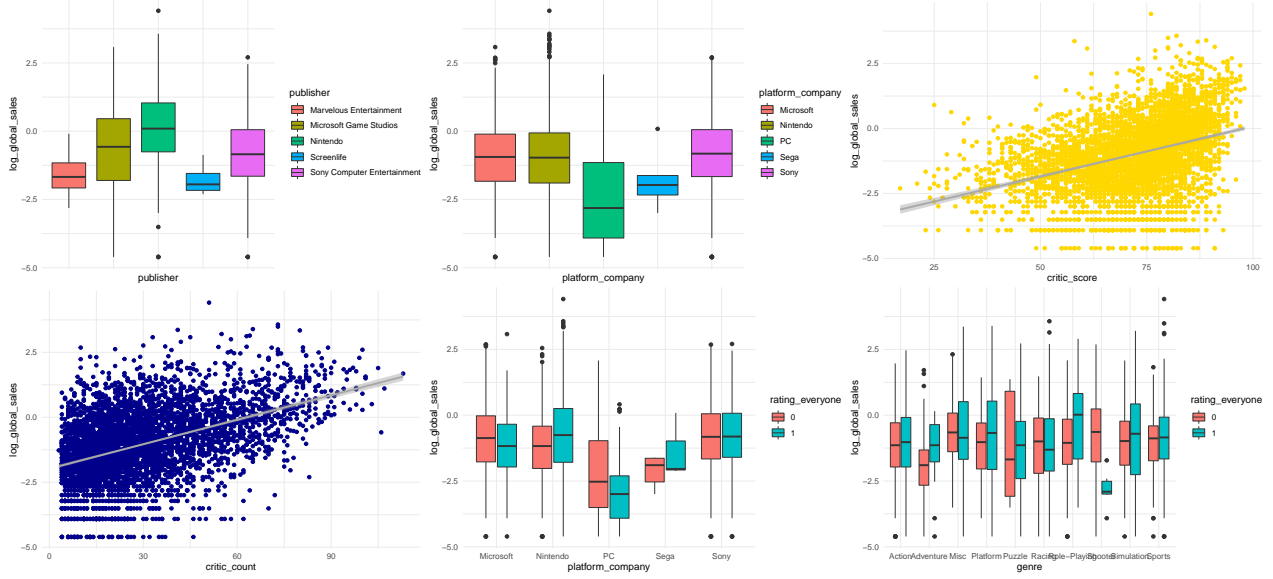 log_global_sales
2.5
0.0
−2.5
−5.0
publisher
publisher
Marvelous Entertainment
Microsoft Game Studios
Nintendo
Screenlife
Sony Computer Entertainment
log_global_sales
2.5
0.0
−2.5
−5.0
platform_company
platform_company
Microsoft
Nintendo
PC
Sega
Sony
log_global_sales
2.5
0.0
−2.5
−5.0
25 50 75 100
critic_score
log_global_sales
2.5
0.0
−2.5
−5.0
0 30 60 90
critic_count
log_global_sales
2.5
0.0
−2.5
−5.0
Microsoft Nintendo PC Sega Sony
platform_company
rating_everyone
0
1
log_global_sales
2.5
0.0
−2.5
−5.0
Action Adventure Misc Platform Puzzle Racing Role−Playing Shooter Simulation Sports
genre
rating_everyone
0
1